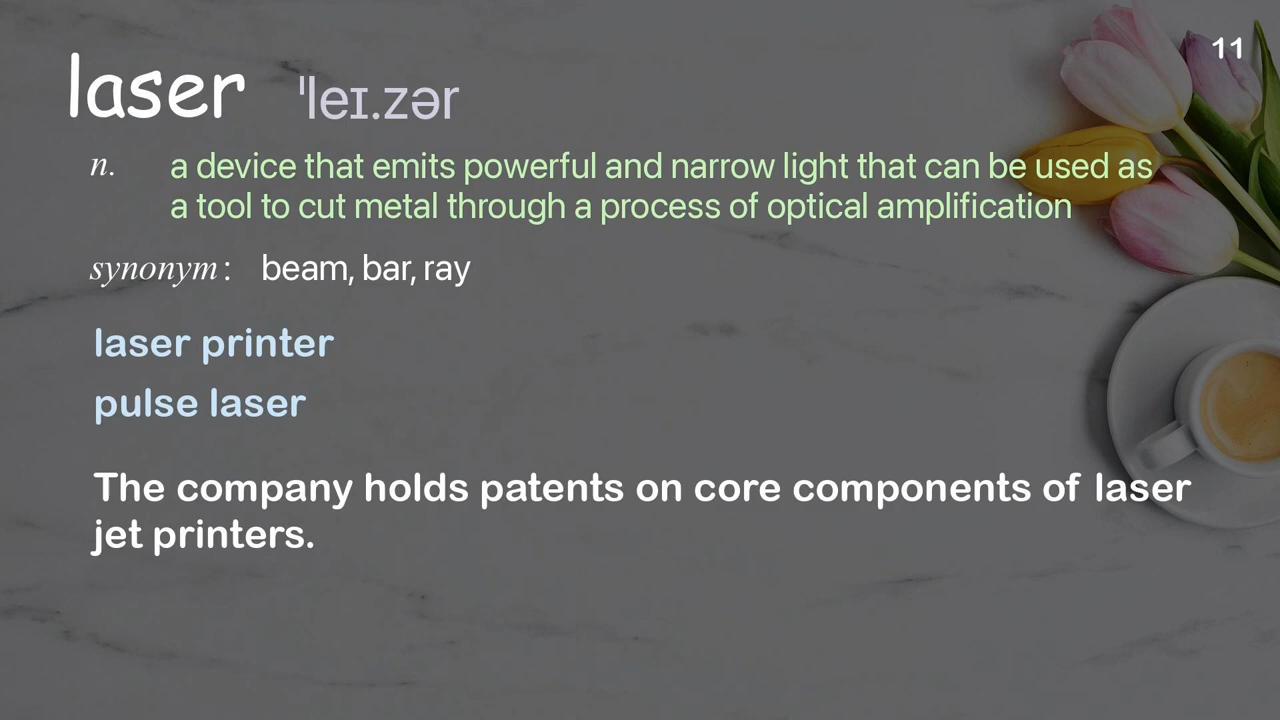 11
laser ˈleɪ.zər
n. a device that emits powerful and narrow light that can be used as
a tool to cut metal through a process of optical amplification
synonym: beam, bar, ray
laser printer
pulse laser
The company holds patents on core components of laser
jet printers.